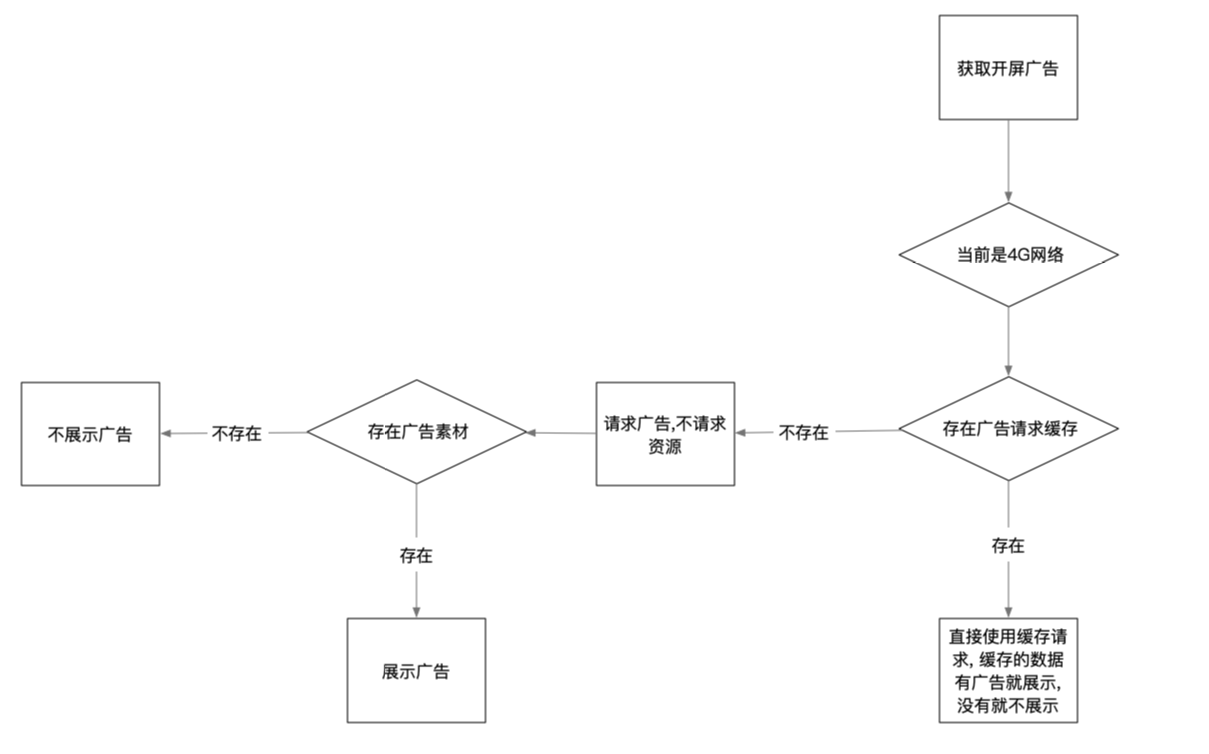 获取开屏广告
当前是4G网络
不展示广告
不存在
存在广告素材
请求广告,不请求
资源
不存在
存在广告请求缓存
存在
存在
展示广告
直接使用缓存请
求, 缓存的数据
有广告就展示,
没有就不展示